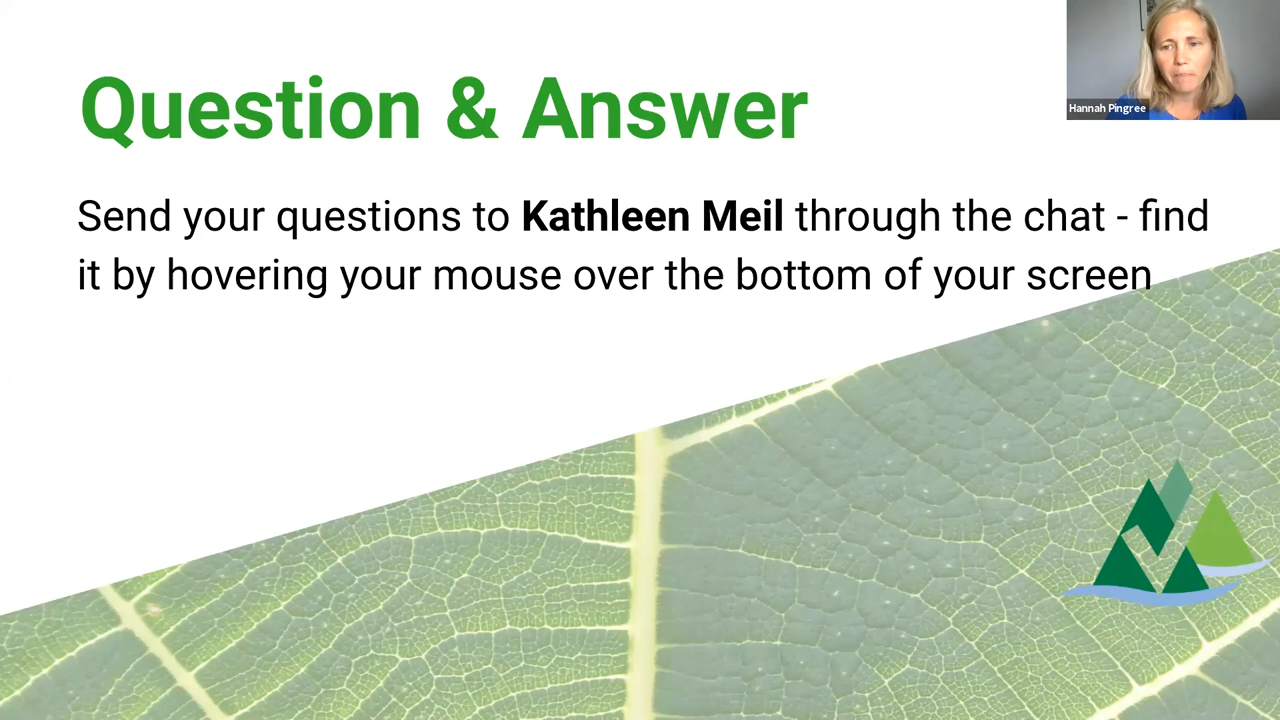 Question & Answer
Hannah Pingree
Send your questions to Kathleen Meil through the chat - find
it by hovering your mouse over the bottom of your screen